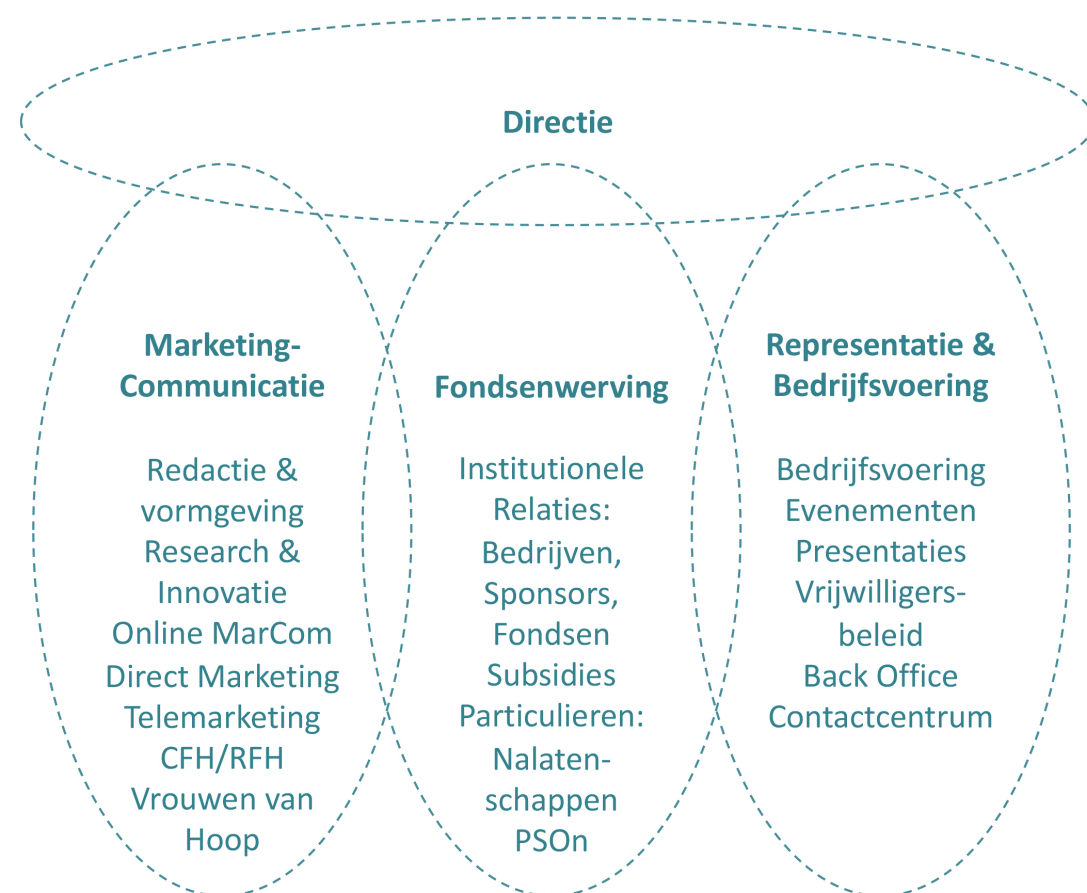 Directie
Marketing-
Communicatie
Redactie &
vormgeving
Research &
Innovatie
Online MarCom
Direct Marketing
Telemarketing
CFH/RFH
Vrouwen van
Hoop
Fondsenwerving
Institutionele
Relaties:
Bedrijven,
Sponsors,
Fondsen
Subsidies
Particulieren:
Nalaten-
schappen
PSOn
Representatie &
Bedrijfsvoering
Bedrijfsvoering
Evenementen
Presentaties
Vrijwilligers-
beleid
Back Office
Contactcentrum